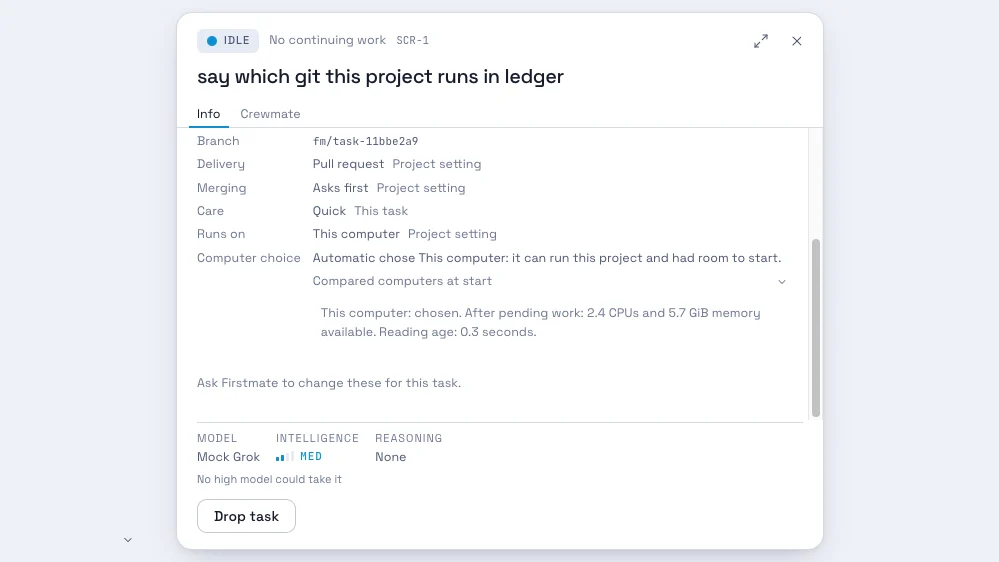 IDLE No continuing work SCR-1
say which git this project runs in ledger
Info Crewmate
Branch fm/task-11bbe2a9
Delivery Pull request Project setting
Merging Asks first Project setting
Care Quick This task
Runs on This computer Project setting
Computer choice Automatic chose This computer: it can run this project and had room to start.
Compared computers at start
This computer: chosen. After pending work: 2.4 CPUs and 5.7 GiB memory
available. Reading age: 0.3 seconds.
Ask Firstmate to change these for this task.
MODEL INTELLIGENCE REASONING
Mock Grok MED None
No high model could take it
Drop task